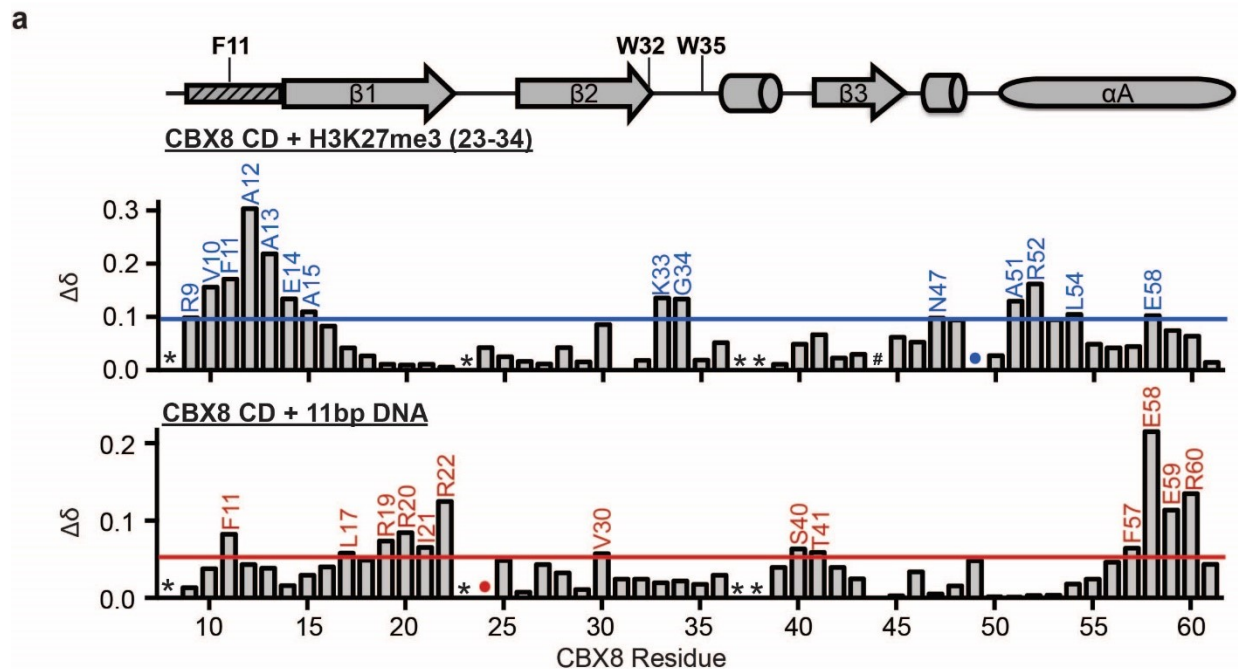 a
F11 W32 W35
β1 β2 β3 αA
CBX8 CD + H3K27me3 (23-34)
Δδ
0.3
0.2
0.1
0.0
R9 V10 F11 A12 A13 E14 A15 K33 G34 N47 A51 R52 L54 E58
* * * * #
CBX8 CD + 11bp DNA
Δδ
0.2
0.1
0.0
F11 L17 R19 R20 I21 R22 V30 S40 T41 F57 E58 E59 R60
* * * *
10 15 20 25 30 35 40 45 50 55 60
CBX8 Residue